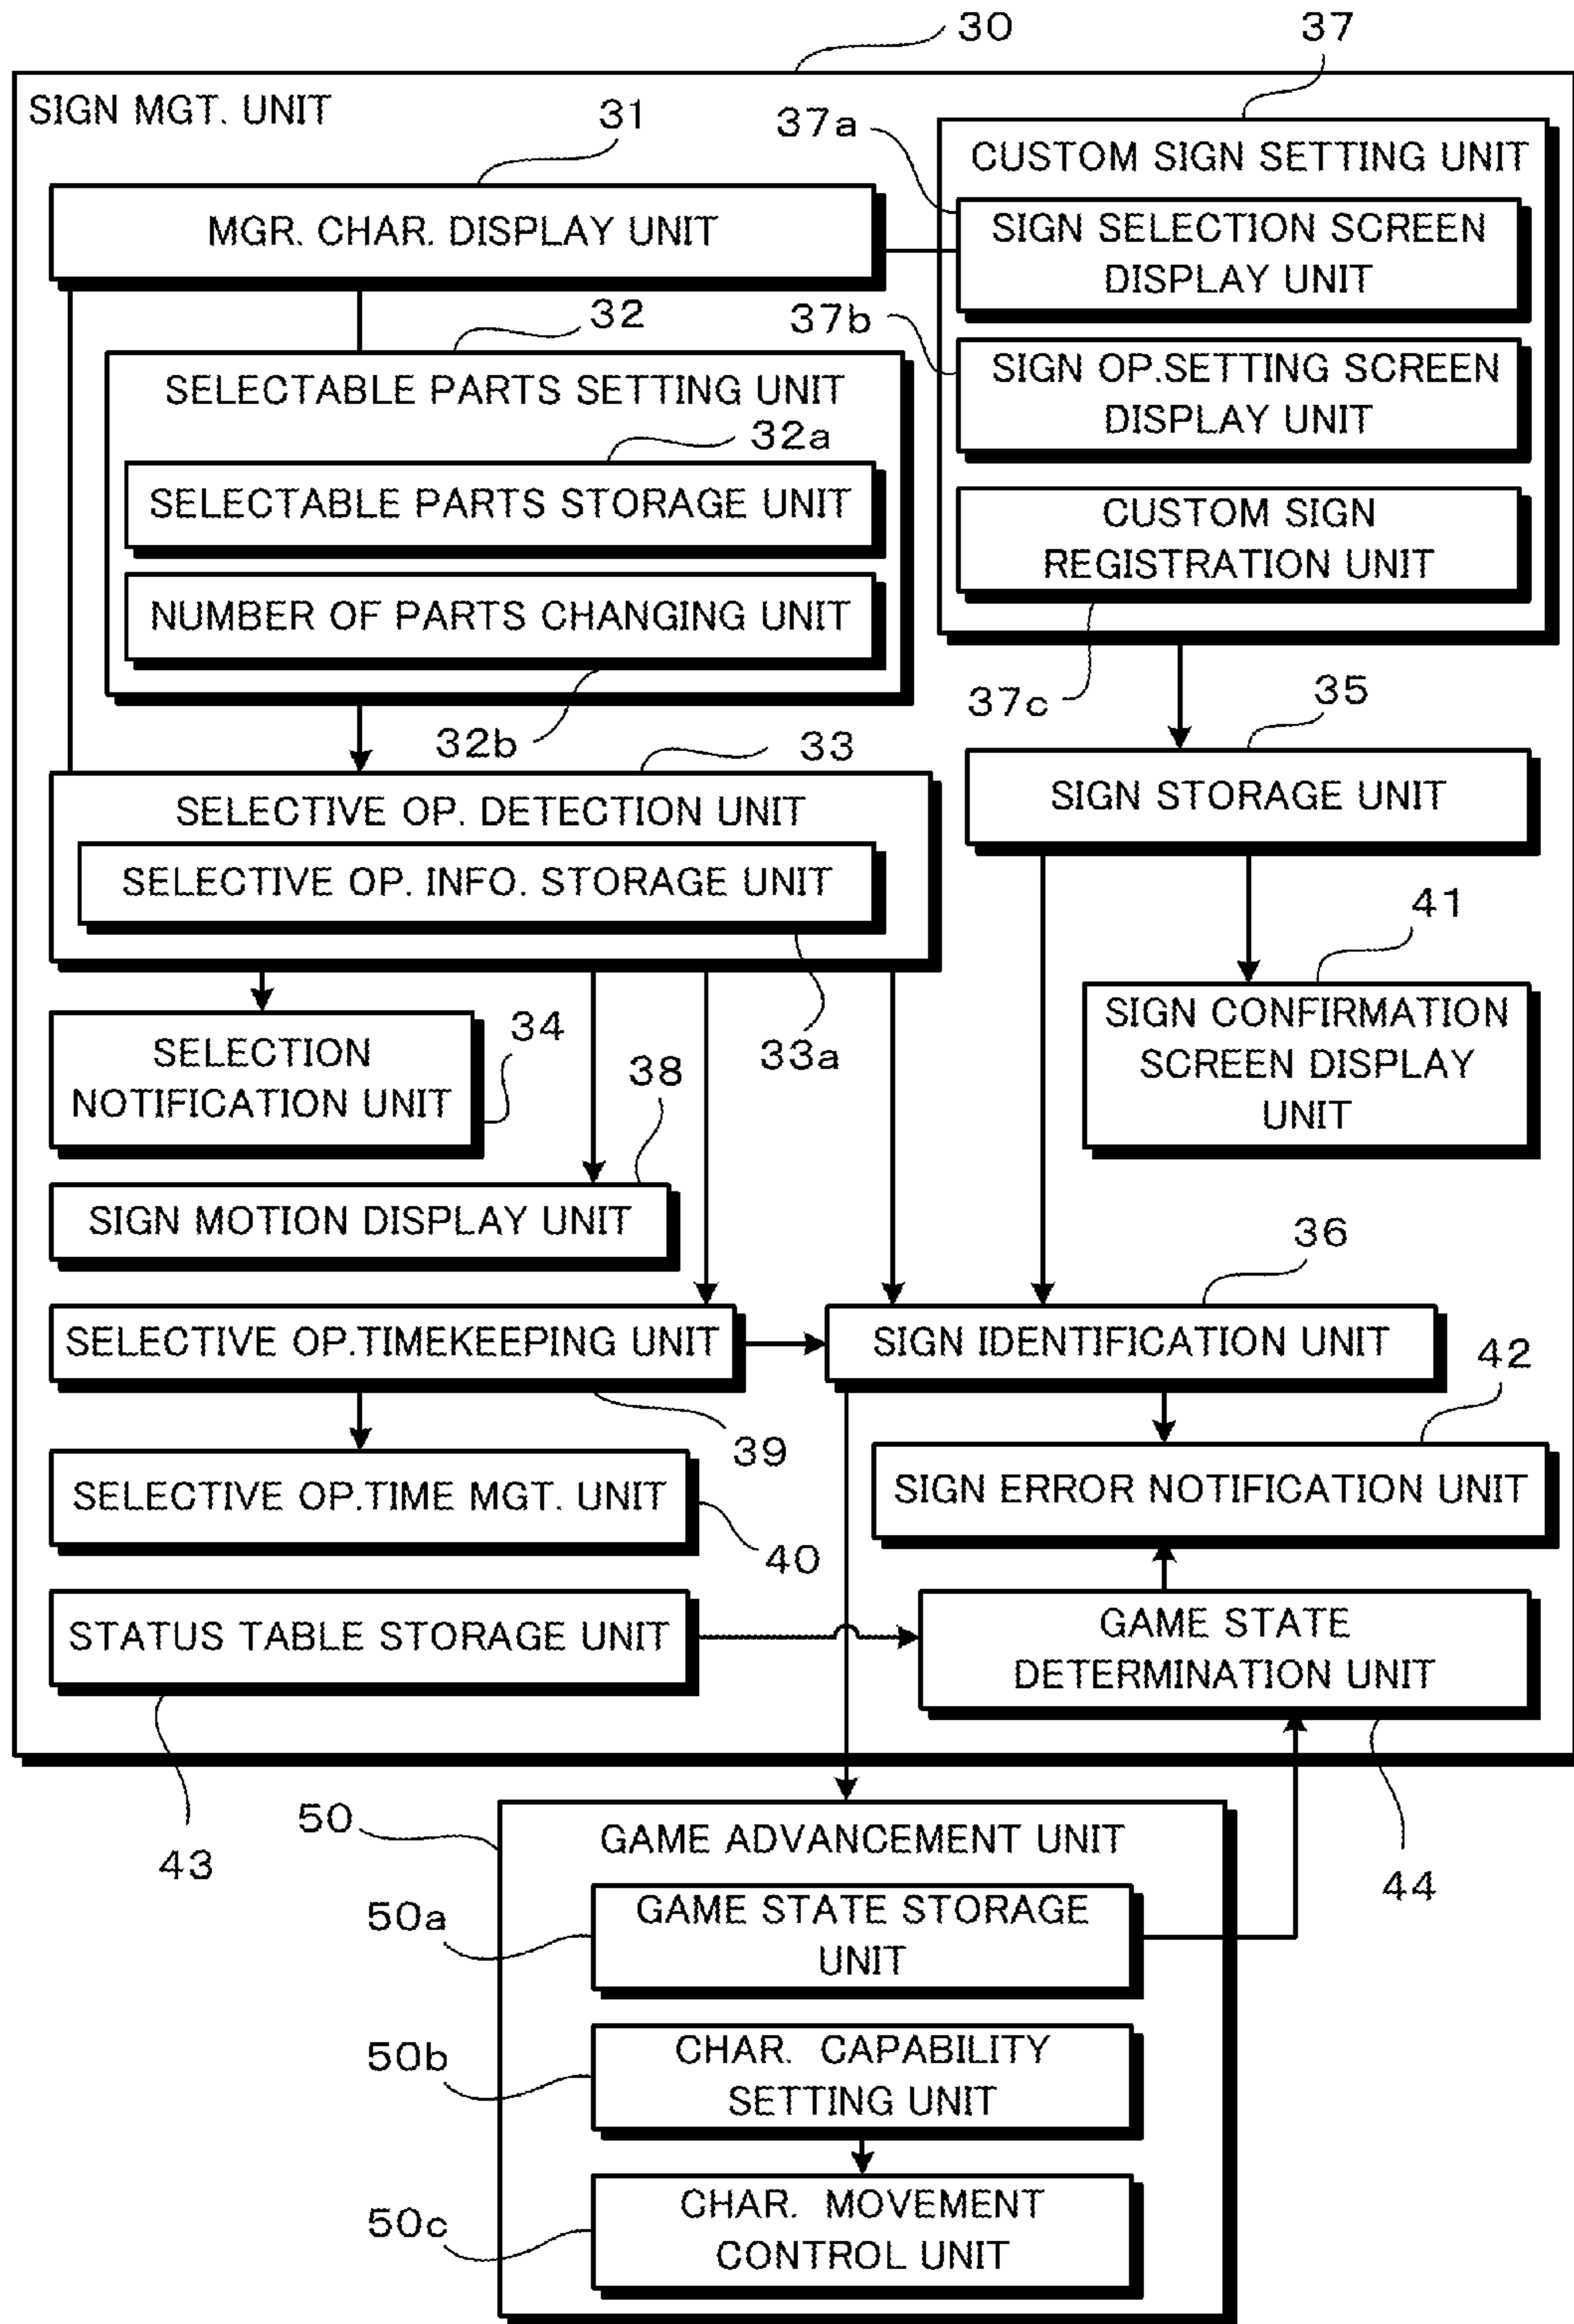 30
37
SIGN MGT. UNIT
31
37a
CUSTOM SIGN SETTING UNIT
MGR. CHAR. DISPLAY UNIT
SIGN SELECTION SCREEN
DISPLAY UNIT
32
37b
SIGN OP.SETTING SCREEN
DISPLAY UNIT
SELECTABLE PARTS SETTING UNIT
32a
SELECTABLE PARTS STORAGE UNIT
CUSTOM SIGN
REGISTRATION UNIT
NUMBER OF PARTS CHANGING UNIT
32b
37c
35
33
SELECTIVE OP. DETECTION UNIT
SIGN STORAGE UNIT
SELECTIVE OP. INFO. STORAGE UNIT
41
34
33a
SIGN CONFIRMATION
SCREEN DISPLAY
UNIT
SELECTION
NOTIFICATION UNIT
38
SIGN MOTION DISPLAY UNIT
36
SELECTIVE OP.TIMEKEEPING UNIT
SIGN IDENTIFICATION UNIT
42
39
SELECTIVE OP.TIME MGT. UNIT
SIGN ERROR NOTIFICATION UNIT
40
STATUS TABLE STORAGE UNIT
GAME STATE
DETERMINATION UNIT
50
43
GAME ADVANCEMENT UNIT
44
50a
GAME STATE STORAGE
UNIT
50b
CHAR. CAPABILITY
SETTING UNIT
50c
CHAR. MOVEMENT
CONTROL UNIT